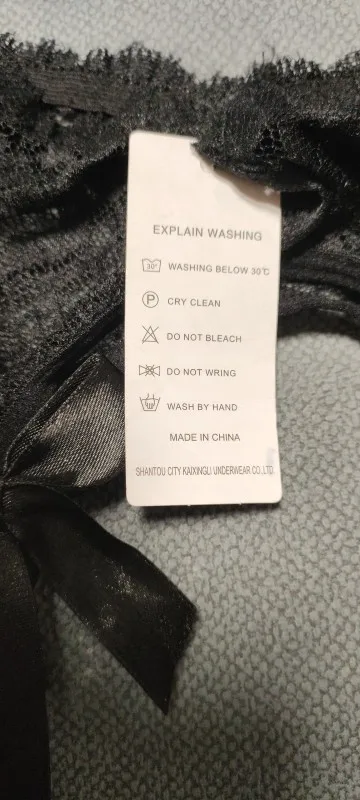 EXPLAIN WASHING
30° WASHING BELOW 30℃
P CRY CLEAN
DO NOT BLEACH
DO NOT WRING
WASH BY HAND
MADE IN CHINA
SHANTOU CITY KAIXINGLI UNDERWEAR CO.,LTD.